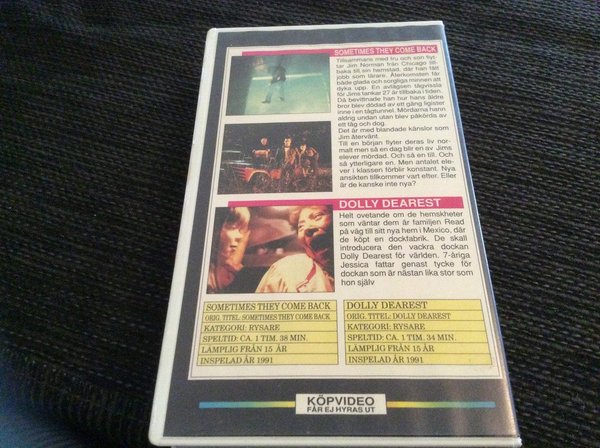 SOMETIMES THEY COME BACK
Tillsammans med fru och son flyt-
tar Jim Norman från Chicago till-
baka till sin hemstad, där han fått
jobb som lärare. Återkomsten får
både glada och sorgliga minnen att
dyka upp. En avlägsen tågvissla
för Jims tankar 27 år tillbaka i tiden.
Då bevittnade han hur hans äldre
bror blev dödad av ett gäng ligister
inne i en tågtunnel. Mördarna hann
aldrig undan utan blev påkörda av
ett tåg och dog.
Det är med blandade känslor som
Jim återvänt.
Till en början flyter deras liv nor-
malt men så en dag blir en av Jims
elever mördad. Och så en till. Och
så ytterligare en. Men antalet ele-
ver i klassen förblir konstant. Nya
ansikten tillkommer vart efter. Eller
är de kanske inte nya?
DOLLY DEAREST
Helt ovetande om de hemskheter
som väntar dem är familjen Read
på väg till sitt nya hem i Mexico, där
de köpt en dockfabrik. De skall
introducera den vackra dockan
Dolly Dearest för världen. 7-åriga
Jessica fattar genast tycke för
dockan som är nästan lika stor som
hon själv
SOMETIMES THEY COME BACK
ORIG. TITEL: SOMETIMES THEY COME BACK
KATEGORI: RYSARE
SPELTID: CA. 1 TIM. 38 MIN.
LÄMPLIG FRÅN 15 ÅR
INSPELAD ÅR 1991
DOLLY DEAREST
ORIG. TITEL: DOLLY DEAREST
KATEGORI: RYSARE
SPELTID: CA. 1 TIM. 34 MIN.
LÄMPLIG FRÅN 15 ÅR
INSPELAD ÅR 1991
KÖPVIDEO
FÅR EJ HYRAS UT